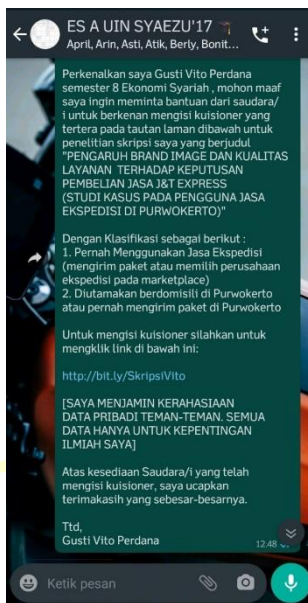 ES A UIN SYAEZU'17
April, Arin, Asti, Atik, Berly, Bonit...
Perkenalkan saya Gusti Vito Perdana
semester 8 Ekonomi Syariah , mohon maaf
saya ingin meminta bantuan dari saudara/
i untuk berkenan mengisi kuisioner yang
tertera pada tautan laman dibawah untuk
penelitian skripsi saya yang berjudul
"PENGARUH BRAND IMAGE DAN KUALITAS
LAYANAN TERHADAP KEPUTUSAN
PEMBELIAN JASA J&T EXPRESS
(STUDI KASUS PADA PENGGUNA JASA
EKSPEDISI DI PURWOKERTO)"
Dengan Klasifikasi sebagai berikut :
1. Pernah Menggunakan Jasa Ekspedisi
(mengirim paket atau memilih perusahaan
ekspedisi pada marketplace)
2. Diutamakan berdomisili di Purwokerto
atau pernah mengirim paket di Purwokerto
Untuk mengisi kuisioner silahkan untuk
mengklik link di bawah ini:
http://bit.ly/SkripsiVito
[SAYA MENJAMIN KERAHASIAAN
DATA PRIBADI TEMAN-TEMAN. SEMUA
DATA HANYA UNTUK KEPENTINGAN
ILMIAH SAYA]
Atas kesediaan Saudara/i yang telah
mengisi kuisioner, saya ucapkan
terimakasih yang sebesar-besarnya.
Ttd,
Gusti Vito Perdana
12.48
Ketik pesan